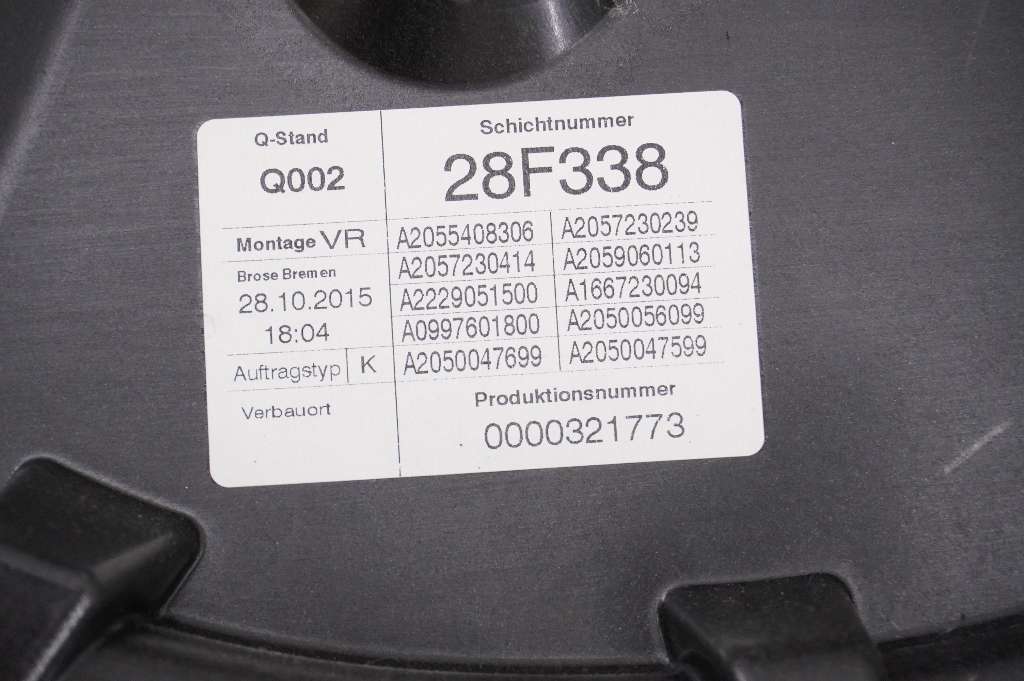 Q-Stand
Q002
Schichtnummer
28F338
Montage VR
Brose Bremen
28.10.2015
18:04
Auftragstyp K
Verbauort
A2055408306 A2057230239
A2057230414 A2059060113
A2229051500 A1667230094
A0997601800 A2050056099
A2050047699 A2050047599
Produktionsnummer
0000321773